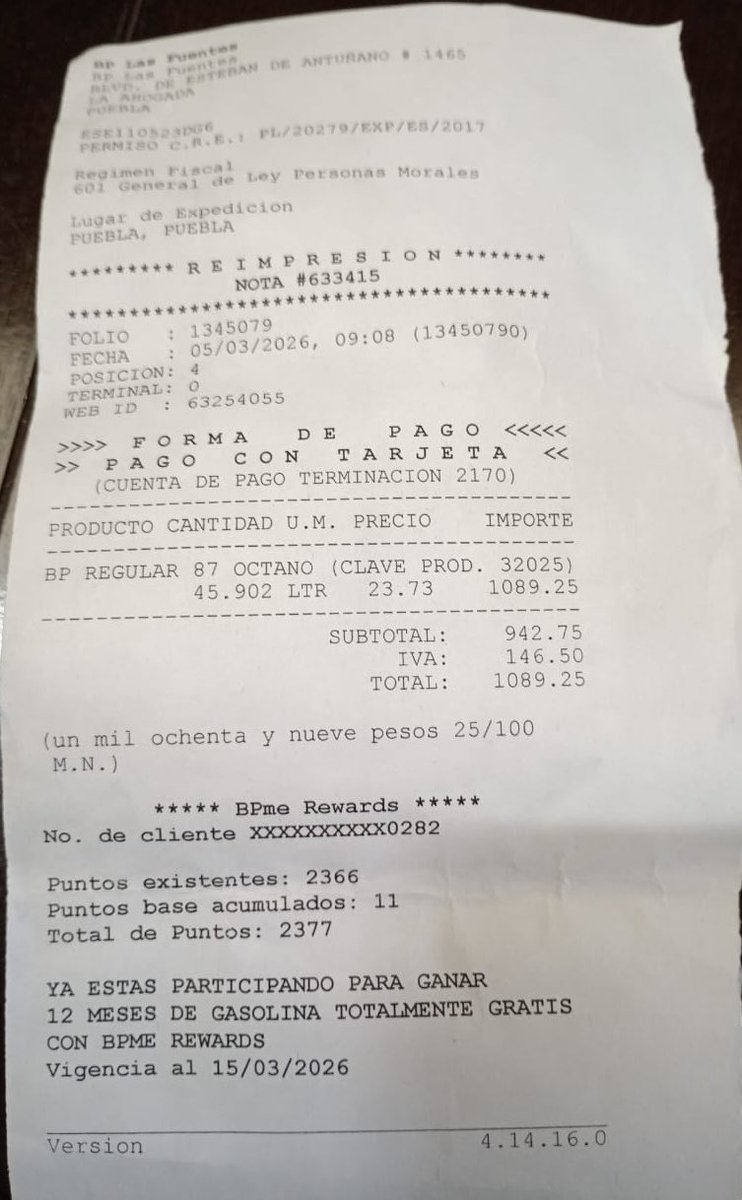 Bp Las Fuentes
Bp Las Fuentes
BLVD. DE ESTEBAN DE ANTUÑANO # 1465
LA AHOGADA
PUEBLA
ESE110523DG6
PERMISO C.R.E.: PL/20279/EXP/ES/2017
Regimen Fiscal
601 General de Ley Personas Morales
Lugar de Expedicion
PUEBLA, PUEBLA
********* R E I M P R E S I O N ********
NOTA #633415
****************************************
FOLIO : 1345079
FECHA : 05/03/2026, 09:08 (13450790)
POSICION: 4
TERMINAL: 0
WEB ID : 63254055
>>>> F O R M A D E P A G O <<<<<
>> P A G O C O N T A R J E T A <<
(CUENTA DE PAGO TERMINACION 2170)
----------------------------------------
PRODUCTO CANTIDAD U.M. PRECIO IMPORTE
----------------------------------------
BP REGULAR 87 OCTANO (CLAVE PROD. 32025)
45.902 LTR 23.73 1089.25
----------------------------------------
SUBTOTAL: 942.75
IVA: 146.50
TOTAL: 1089.25
(un mil ochenta y nueve pesos 25/100
M.N.)
***** BPme Rewards *****
No. de cliente XXXXXXXXXX0282
Puntos existentes: 2366
Puntos base acumulados: 11
Total de Puntos: 2377
YA ESTAS PARTICIPANDO PARA GANAR
12 MESES DE GASOLINA TOTALMENTE GRATIS
CON BPME REWARDS
Vigencia al 15/03/2026
Version 4.14.16.0